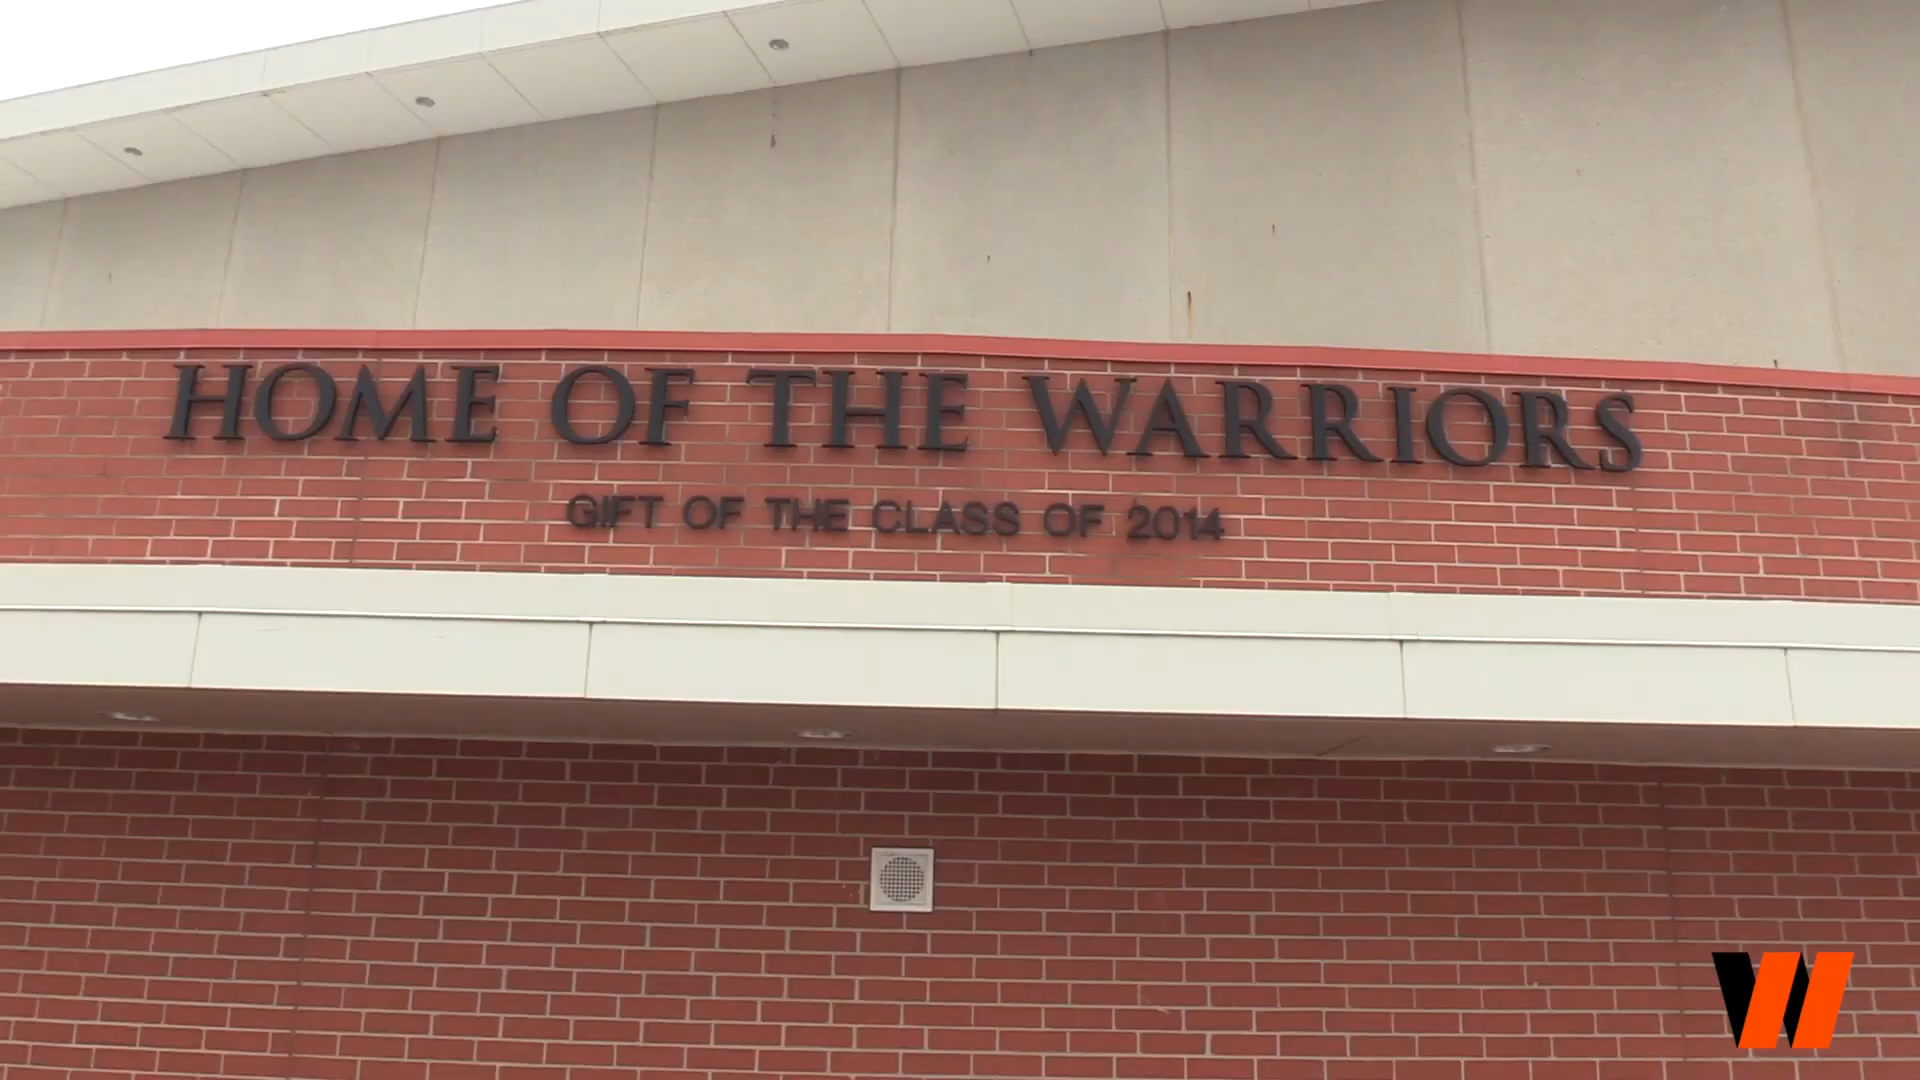 HOME OF THE WARRIORS
GIFT OF THE CLASS OF 2014
W